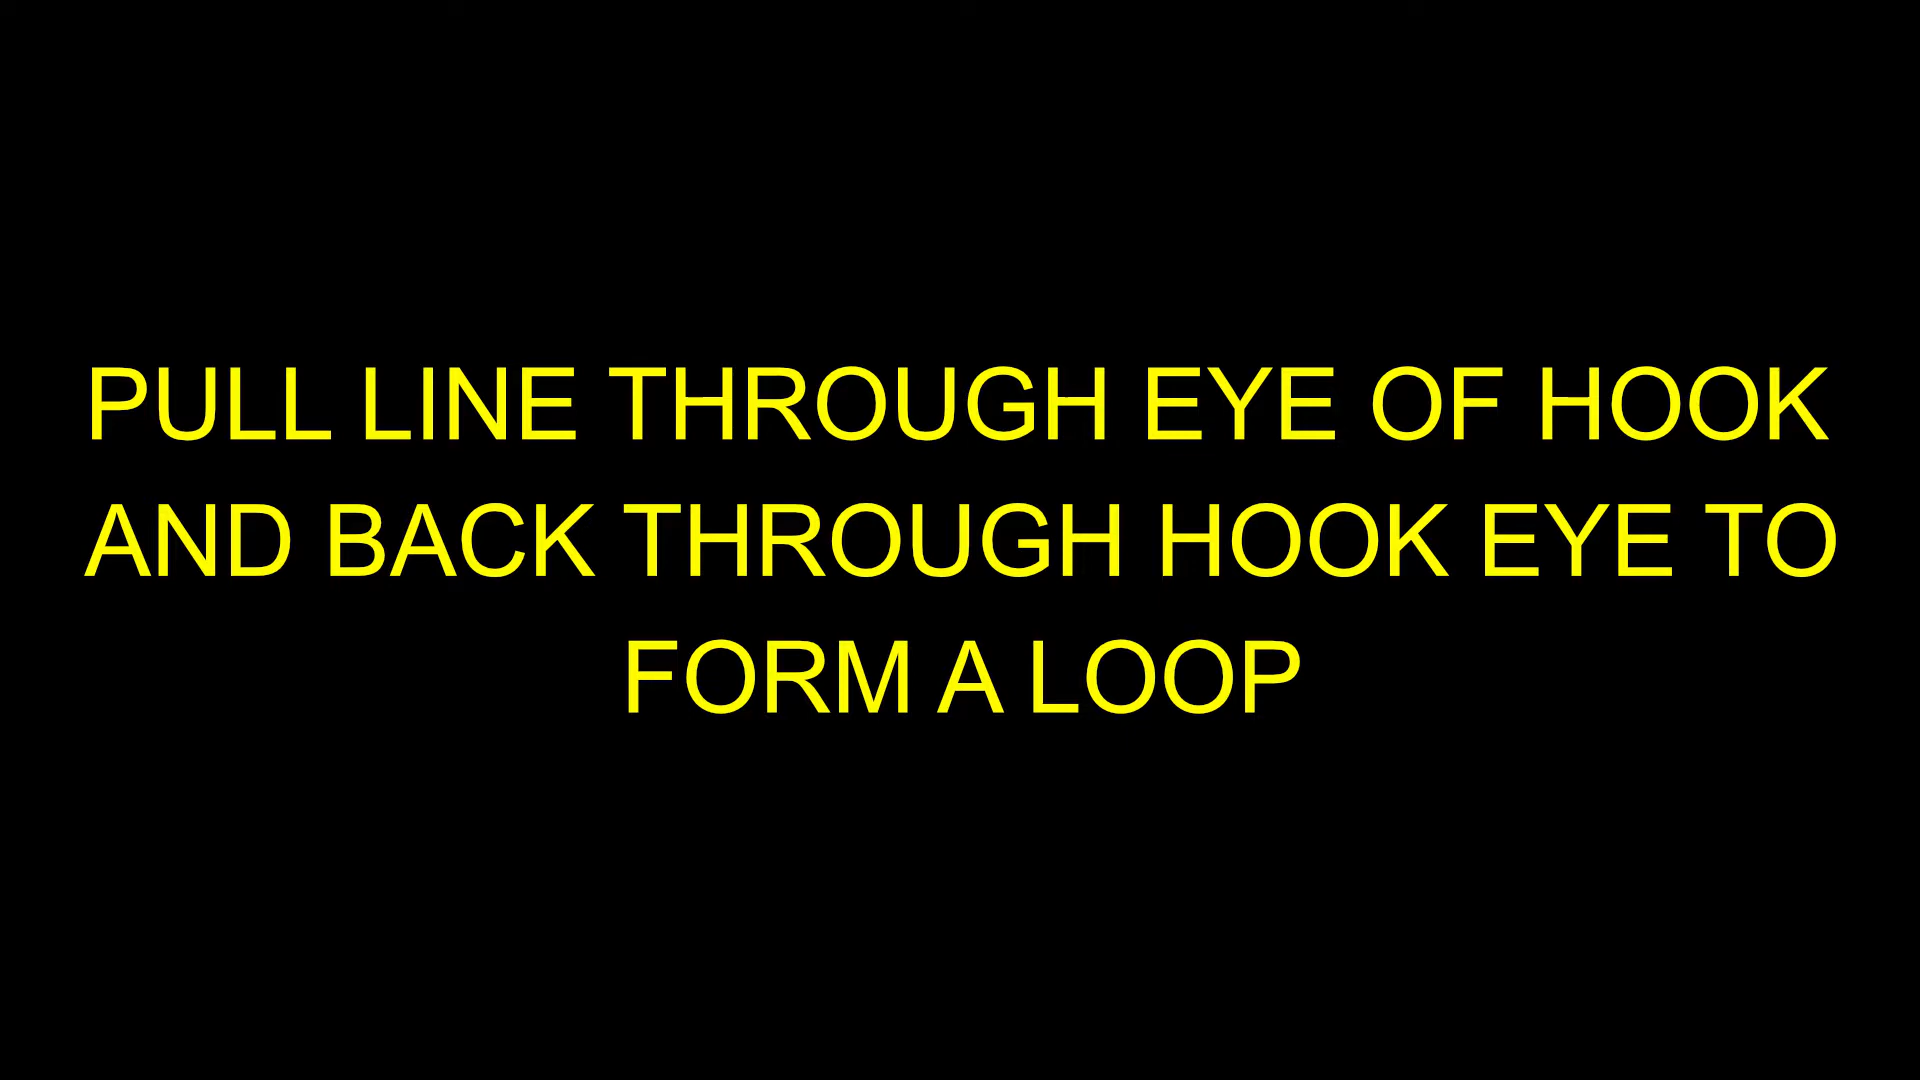 PULL LINE THROUGH EYE OF HOOK
AND BACK THROUGH HOOK EYE TO
FORM A LOOP